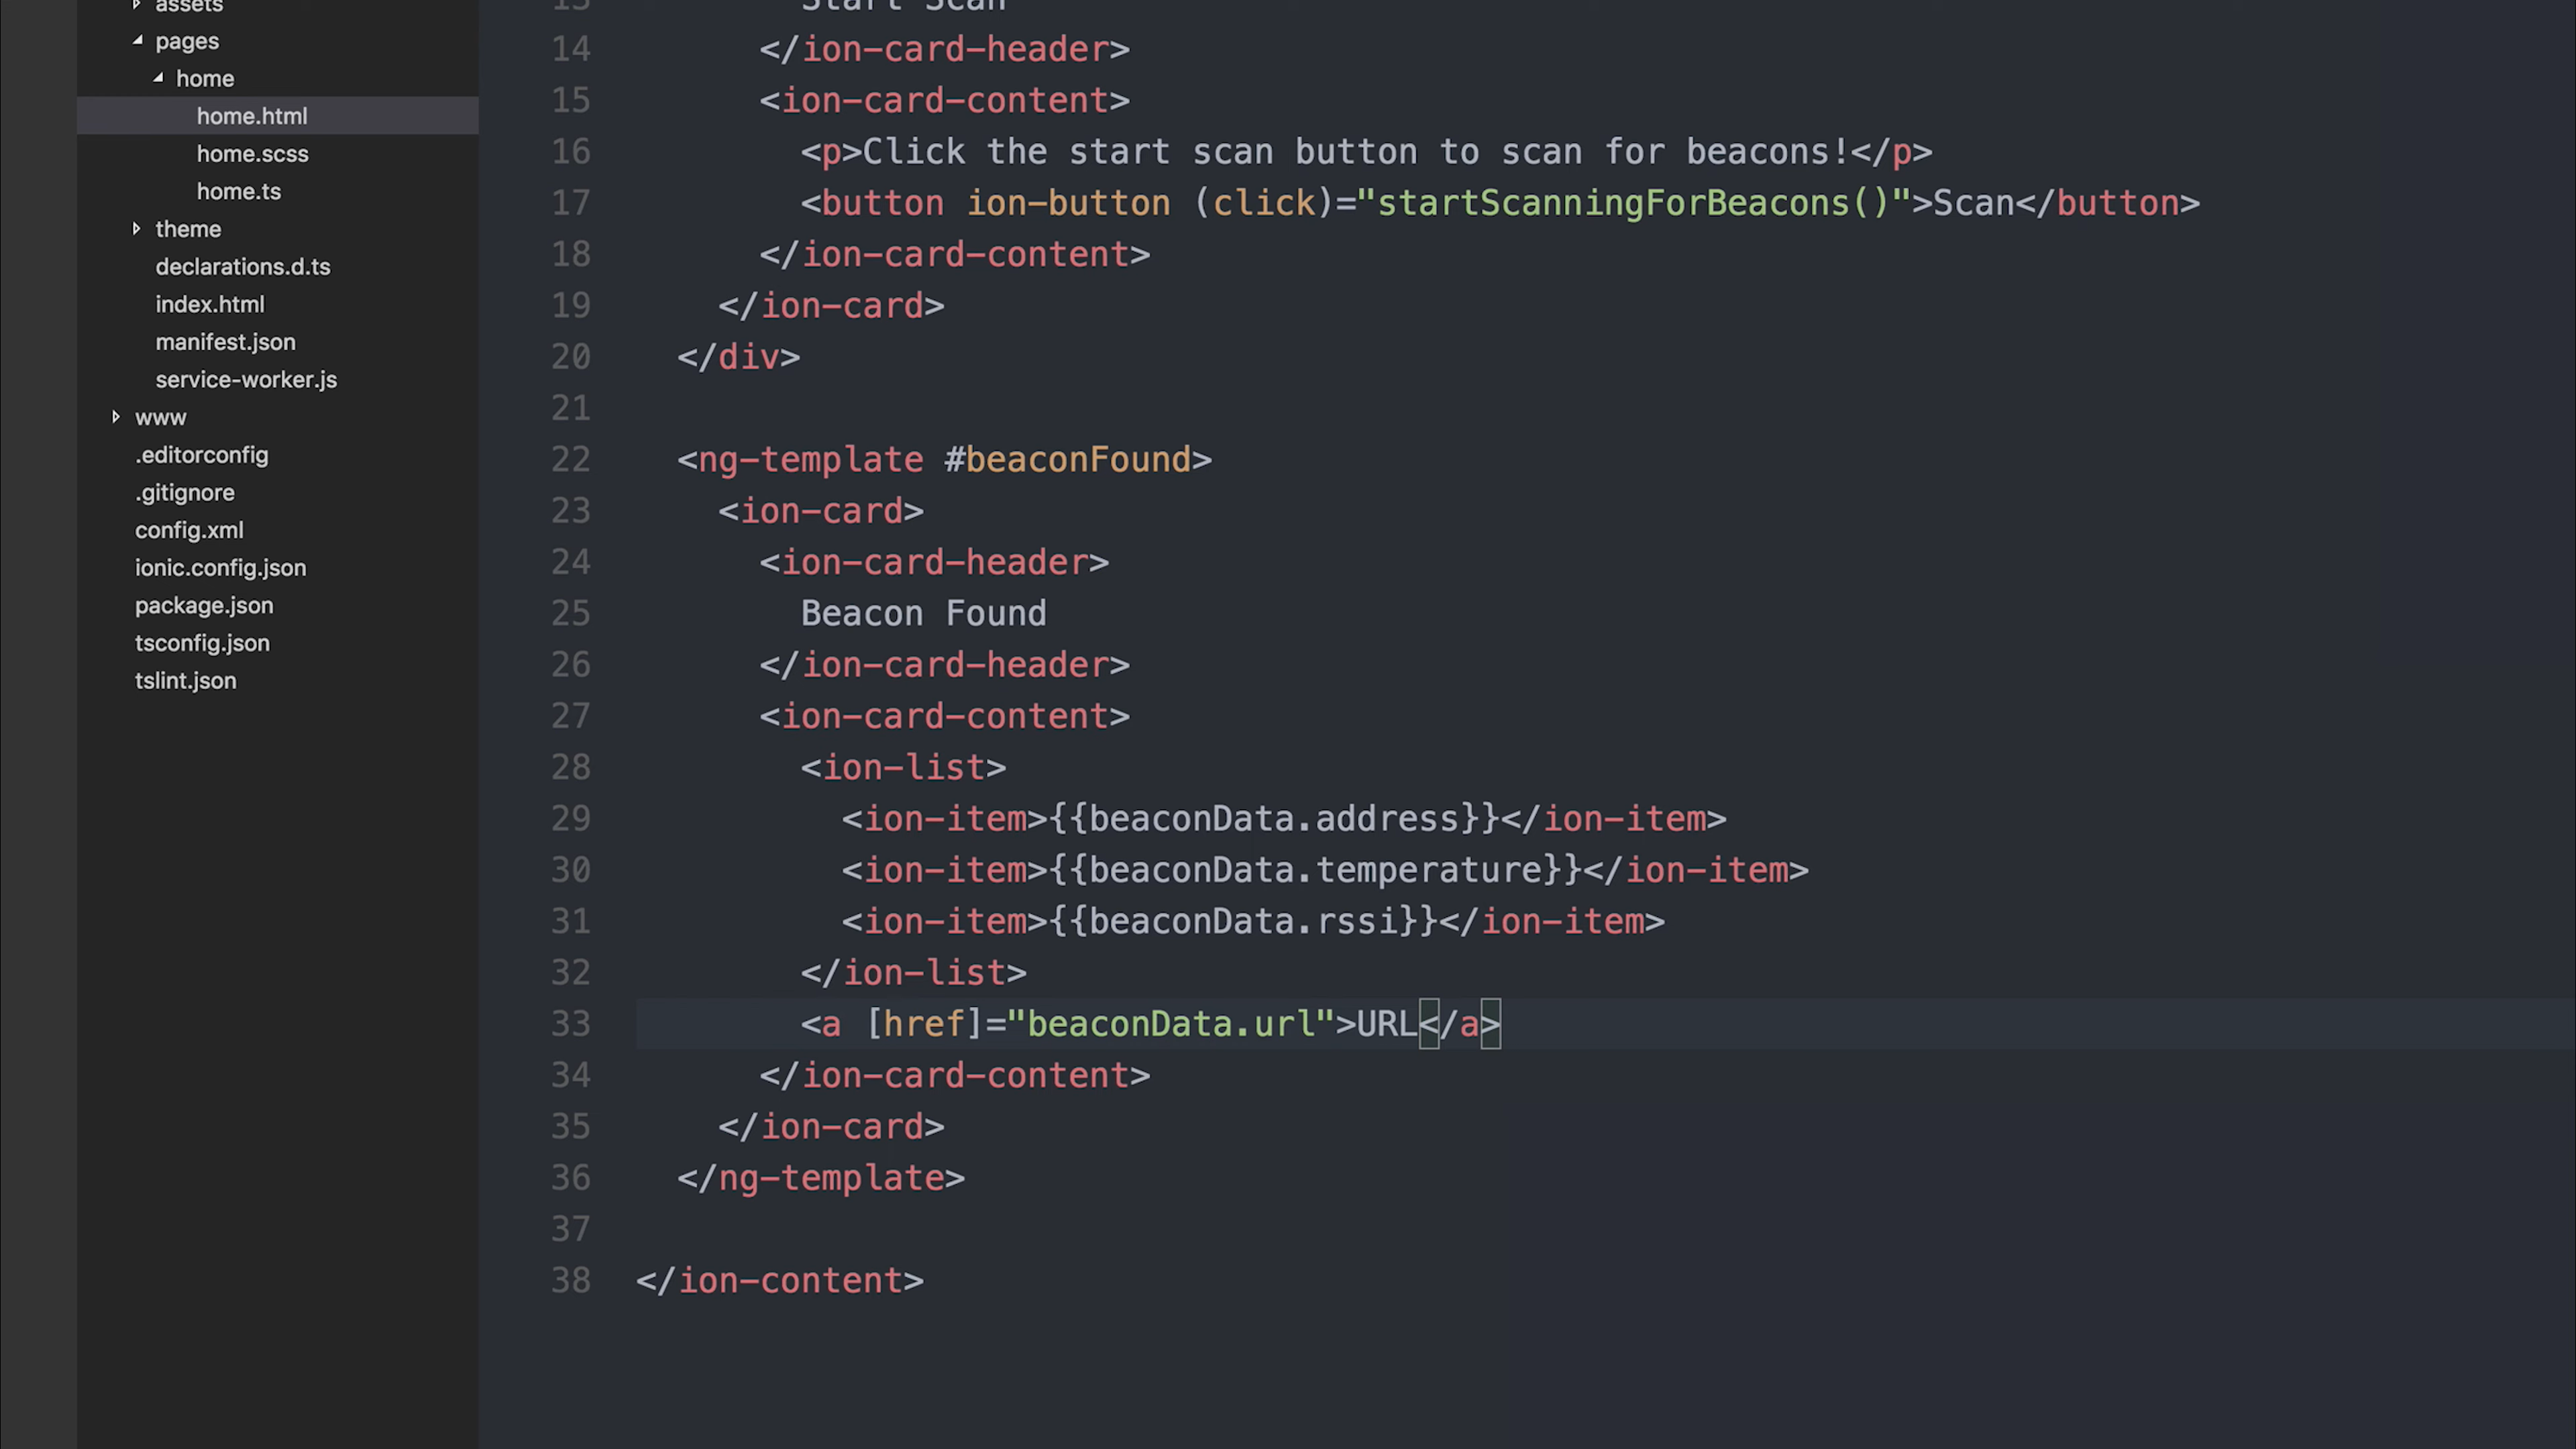 assets
pages
home
home.html
home.scss
home.ts
theme
declarations.d.ts
index.html
manifest.json
service-worker.js
www
.editorconfig
.gitignore
config.xml
ionic.config.json
package.json
tsconfig.json
tslint.json
13 Start Scan
14 </ion-card-header>
15 <ion-card-content>
16 <p>Click the start scan button to scan for beacons!</p>
17 <button ion-button (click)="startScanningForBeacons()">Scan</button>
18 </ion-card-content>
19 </ion-card>
20 </div>
21
22 <ng-template #beaconFound>
23 <ion-card>
24 <ion-card-header>
25 Beacon Found
26 </ion-card-header>
27 <ion-card-content>
28 <ion-list>
29 <ion-item>{{beaconData.address}}</ion-item>
30 <ion-item>{{beaconData.temperature}}</ion-item>
31 <ion-item>{{beaconData.rssi}}</ion-item>
32 </ion-list>
33 <a [href]="beaconData.url">URL</a>
34 </ion-card-content>
35 </ion-card>
36 </ng-template>
37
38 </ion-content>